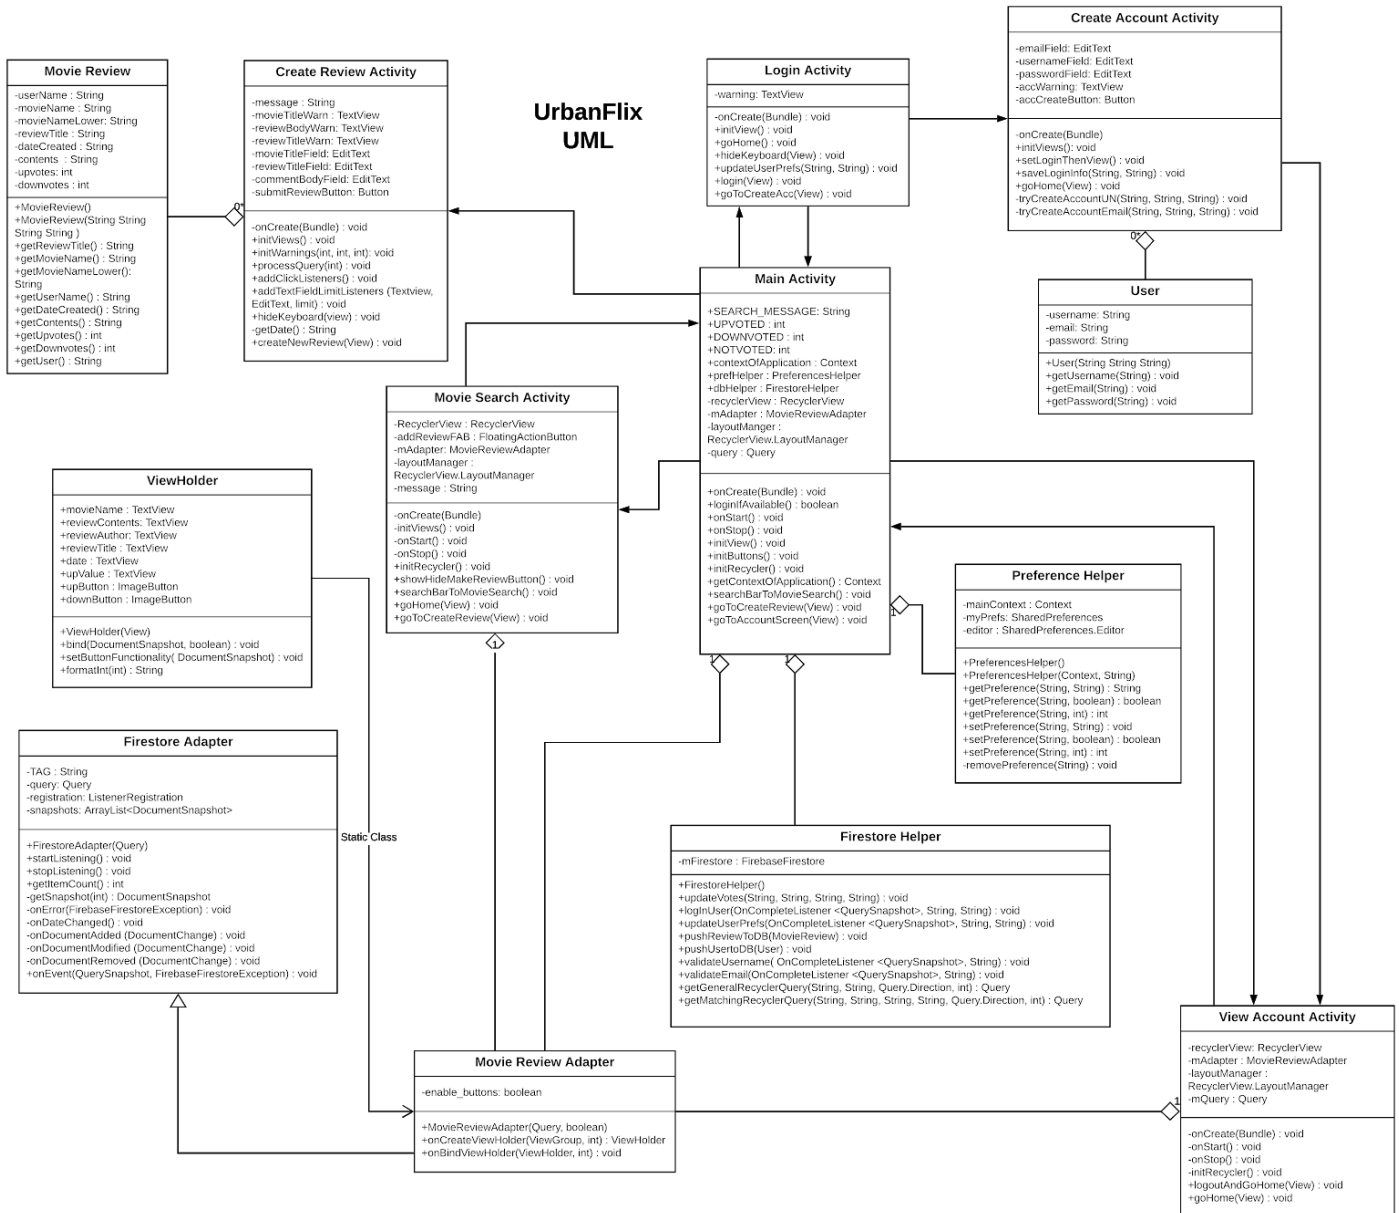 UrbanFlix
UML
Movie Review
-userName : String
-movieName : String
-movieNameLower: String
-reviewTitle : String
-dateCreated : String
-contents : String
-upvotes: int
-downvotes : int
+MovieReview()
+MovieReview(String String
String String )
+getReviewTitle() : String
+getMovieName() : String
+getMovieNameLower():
String
+getUserName() : String
+getDateCreated() : String
+getContents() : String
+getUpvotes() : int
+getDownvotes() : int
+getUser() : String
0*
Create Review Activity
-message : String
-movieTitleWarn : TextView
-reviewBodyWarn: TextView
-reviewTitleWarn: TextView
-movieTitleField: EditText
-reviewTitleField : EditText
-commentBodyField: EditText
-submitReviewButton: Button
-onCreate(Bundle) : void
+initViews() : void
+initWarnings(int, int, int): void
+processQuery(int) : void
+addClickListeners() : void
+addTextFieldLimitListeners (Textview,
EditText, limit) : void
+hideKeyboard(view) : void
-getDate() : String
+createNewReview(View) : void
Login Activity
-warning: TextView
-onCreate(Bundle) : void
+initView() : void
+goHome() : void
+hideKeyboard(View) : void
+updateUserPrefs(String, String) : void
+login(View) : void
+goToCreateAcc(View) : void
Create Account Activity
-emailField: EditText
-usernameField: EditText
-passwordField: EditText
-accWarning: TextView
-accCreateButton: Button
-onCreate(Bundle)
+initViews(): void
+setLoginThenView() : void
+saveLoginInfo(String, String) : void
+goHome(View) : void
-tryCreateAccountUN(String, String, String) : void
-tryCreateAccountEmail(String, String, String) : void
0*
User
-username: String
-email: String
-password: String
+User(String String String)
+getUsername(String) : void
+getEmail(String) : void
+getPassword(String) : void
Main Activity
+SEARCH_MESSAGE: String
+UPVOTED : int
+DOWNVOTED : int
+NOTVOTED: int
+contextOfApplication : Context
+prefHelper : PreferencesHelper
+dbHelper : FirestoreHelper
-recyclerView : RecyclerView
-mAdapter : MovieReviewAdapter
-layoutManger :
RecyclerView.LayoutManager
-query : Query
+onCreate(Bundle) : void
+loginIfAvailable() : boolean
+onStart() : void
+onStop() : void
+initView() : void
+initButtons() : void
+initRecycler() : void
+getContextOfApplication() : Context
+searchBarToMovieSearch() : void
+goToCreateReview(View) : void
+goToAccountScreen(View) : void
1
1
1
Movie Search Activity
-RecyclerView : RecyclerView
-addReviewFAB : FloatingActionButton
-mAdapter: MovieReviewAdapter
-layoutManager :
RecyclerView.LayoutManager
-message : String
-onCreate(Bundle)
-initViews() : void
-onStart() : void
-onStop() : void
+initRecycler() : void
+showHideMakeReviewButton() : void
+searchBarToMovieSearch() : void
+goHome(View) : void
+goToCreateReview(View) : void
1
ViewHolder
+movieName : TextView
+reviewContents: TextView
+reviewAuthor: TextView
+reviewTitle : TextView
+date : TextView
+upValue : TextView
+upButton : ImageButton
+downButton : ImageButton
+ViewHolder(View)
+bind(DocumentSnapshot, boolean) : void
+setButtonFunctionality( DocumentSnapshot) : void
+formatInt(int) : String
Static Class
Preference Helper
-mainContext : Context
-myPrefs: SharedPreferences
-editor : SharedPreferences.Editor
+PreferencesHelper()
+PreferencesHelper(Context, String)
+getPreference(String, String) : String
+getPreference(String, boolean) : boolean
+getPreference(String, int) : int
+setPreference(String, String) : void
+setPreference(String, boolean) : boolean
+setPreference(String, int) : int
-removePreference(String) : void
Firestore Adapter
-TAG : String
-query: Query
-registration: ListenerRegistration
-snapshots: ArrayList<DocumentSnapshot>
+FirestoreAdapter(Query)
+startListening() : void
+stopListening() : void
+getItemCount() : int
-getSnapshot(int) : DocumentSnapshot
-onError(FirebaseFirestoreException) : void
-onDateChanged() : void
-onDocumentAdded (DocumentChange) : void
-onDocumentModified (DocumentChange) : void
-onDocumentRemoved (DocumentChange) : void
+onEvent(QuerySnapshot, FirebaseFirestoreException) : void
Firestore Helper
-mFirestore : FirebaseFirestore
+FirestoreHelper()
+updateVotes(String, String, String, String) : void
+logInUser(OnCompleteListener <QuerySnapshot>, String, String) : void
+updateUserPrefs(OnCompleteListener <QuerySnapshot>, String, String) : void
+pushReviewToDB(MovieReview) : void
+pushUsertoDB(User) : void
+validateUsername( OnCompleteListener <QuerySnapshot>, String) : void
+validateEmail(OnCompleteListener <QuerySnapshot>, String) : void
+getGeneralRecyclerQuery(String, String, Query.Direction, int) : Query
+getMatchingRecyclerQuery(String, String, String, String, Query.Direction, int) : Query
Movie Review Adapter
-enable_buttons: boolean
+MovieReviewAdapter(Query, boolean)
+onCreateViewHolder(ViewGroup, int) : ViewHolder
+onBindViewHolder(ViewHolder, int) : void
1
View Account Activity
-recyclerView: RecyclerView
-mAdapter : MovieReviewAdapter
-layoutManager :
RecyclerView.LayoutManager
-mQuery : Query
-onCreate(Bundle) : void
-onStart() : void
-onStop() : void
-initRecycler() : void
+logoutAndGoHome(View) : void
+goHome(View) : void